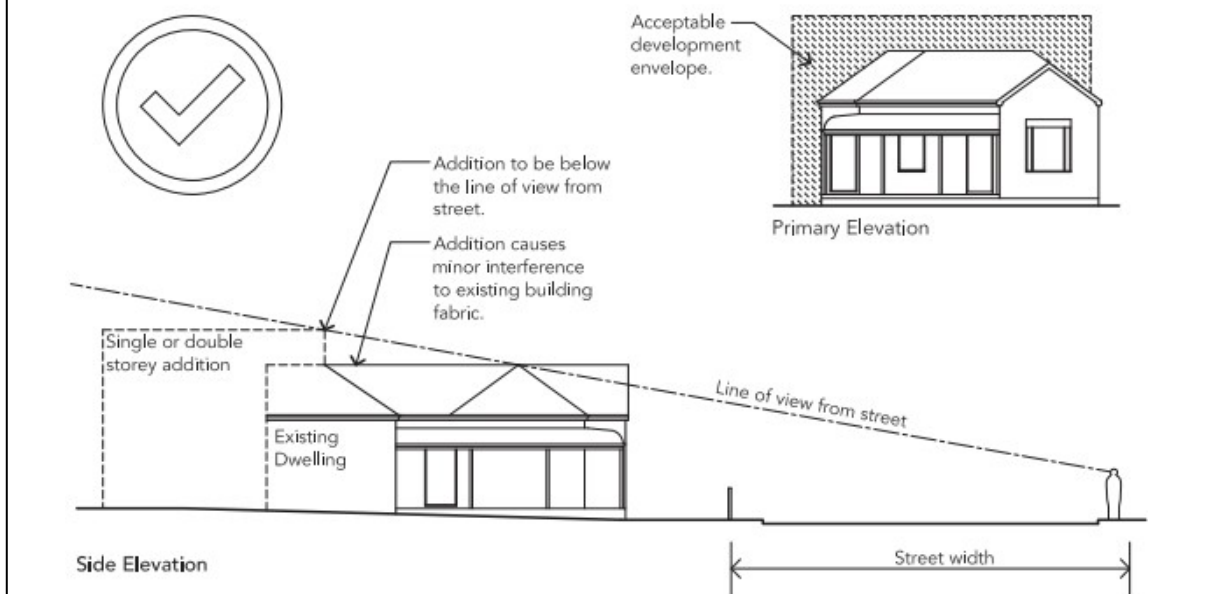 Acceptable
development
envelope.
Primary Elevation
Addition to be below
the line of view from
street.
Addition causes
minor interference
to existing building
fabric.
Single or double
storey addition
Line of view from street
Existing
Dwelling
Side Elevation
Street width